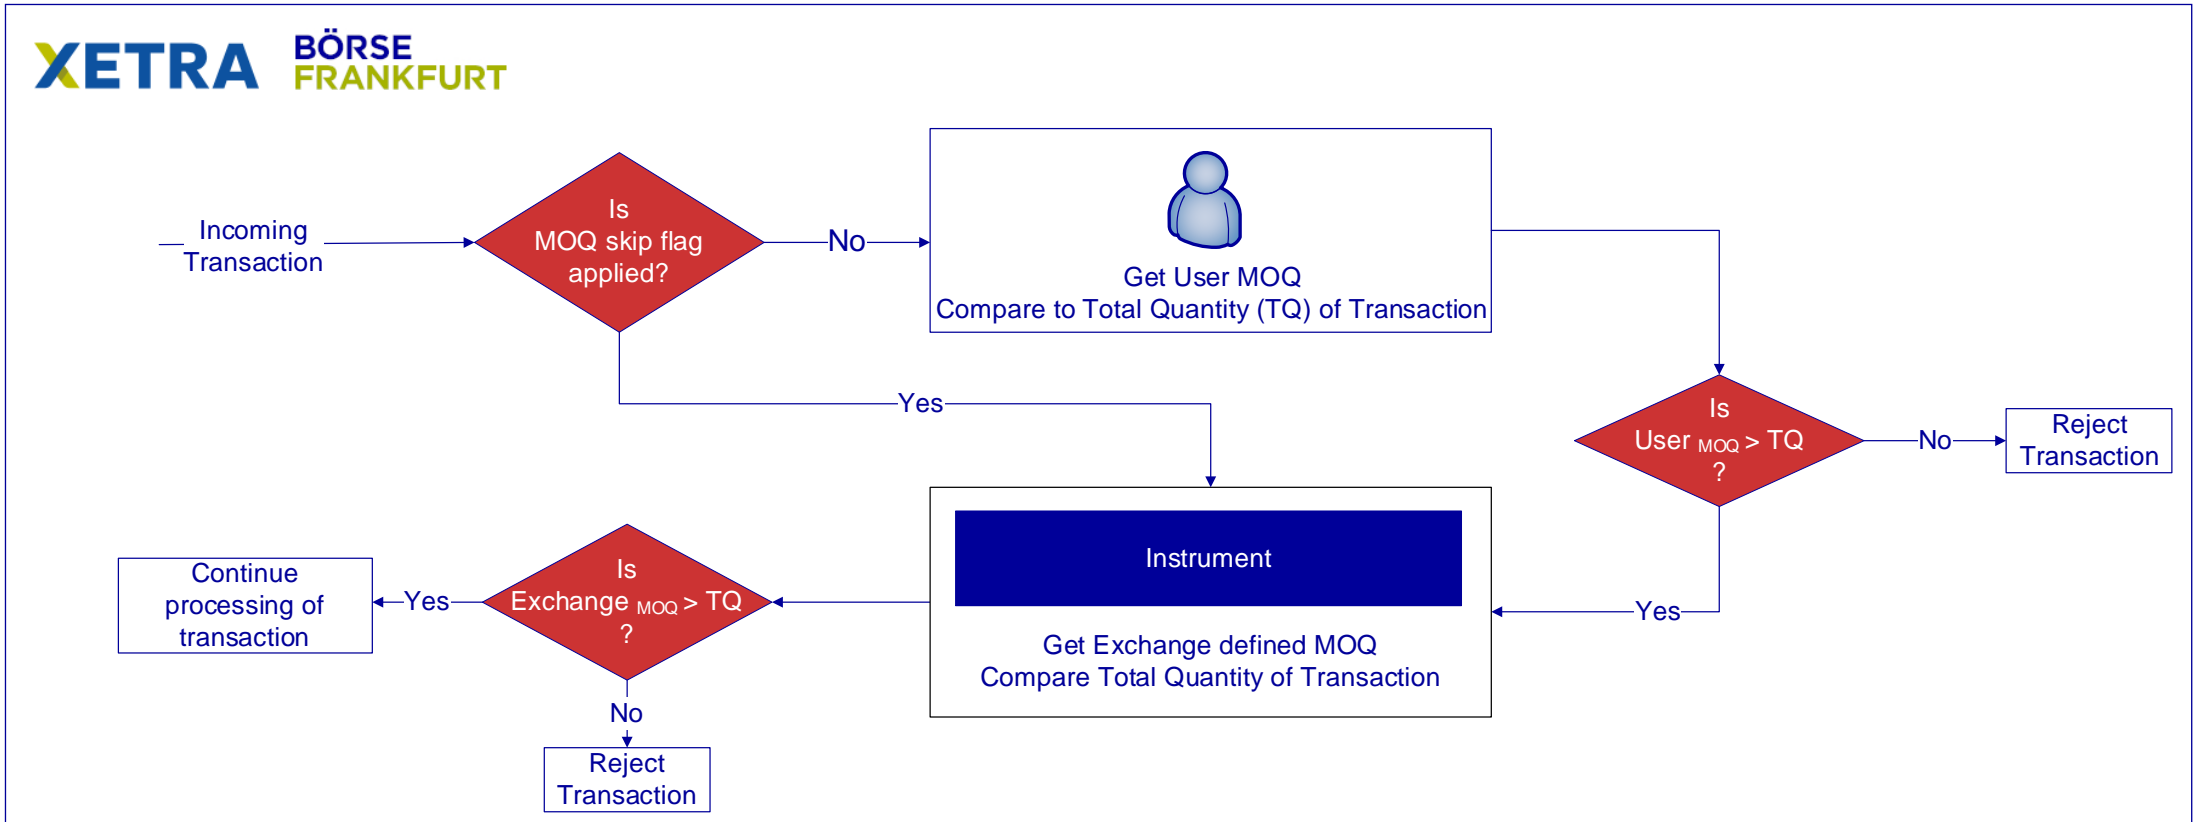 XETRA
BÖRSE
FRANKFURT
Incoming
Transaction
Is
MOQ skip flag
applied?
No
Get User MOQ
Compare to Total Quantity (TQ) of Transaction
Yes
Is
User MOQ > TQ
?
No
Reject
Transaction
Yes
Instrument
Get Exchange defined MOQ
Compare Total Quantity of Transaction
Is
Exchange MOQ > TQ
?
Yes
Continue
processing of
transaction
No
Reject
Transaction